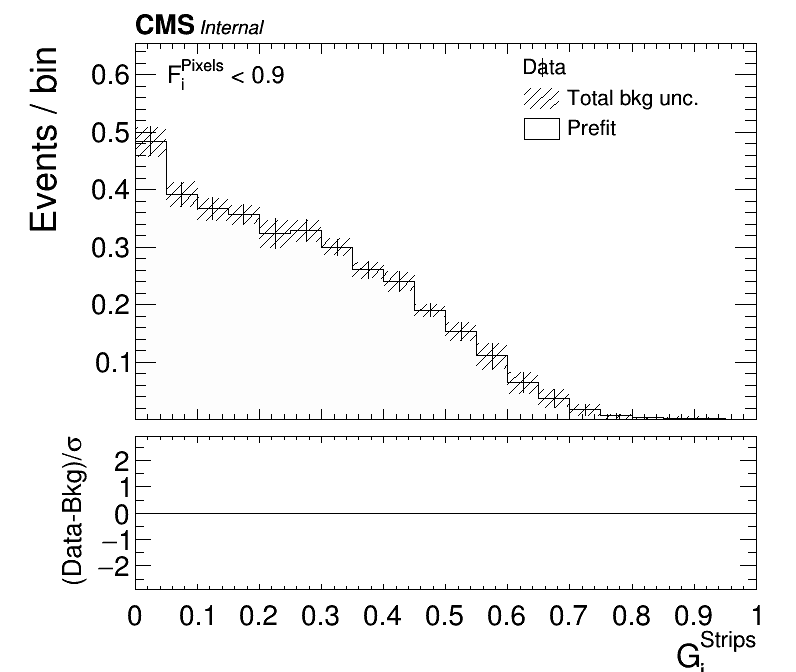 CMS Internal
F_i^Pixels < 0.9
Data
Total bkg unc.
Prefit
Events / bin
0.6
0.5
0.4
0.3
0.2
0.1
(Data-Bkg)/σ
2
1
0
−1
−2
0 0.1 0.2 0.3 0.4 0.5 0.6 0.7 0.8 0.9 1
G_i^Strips